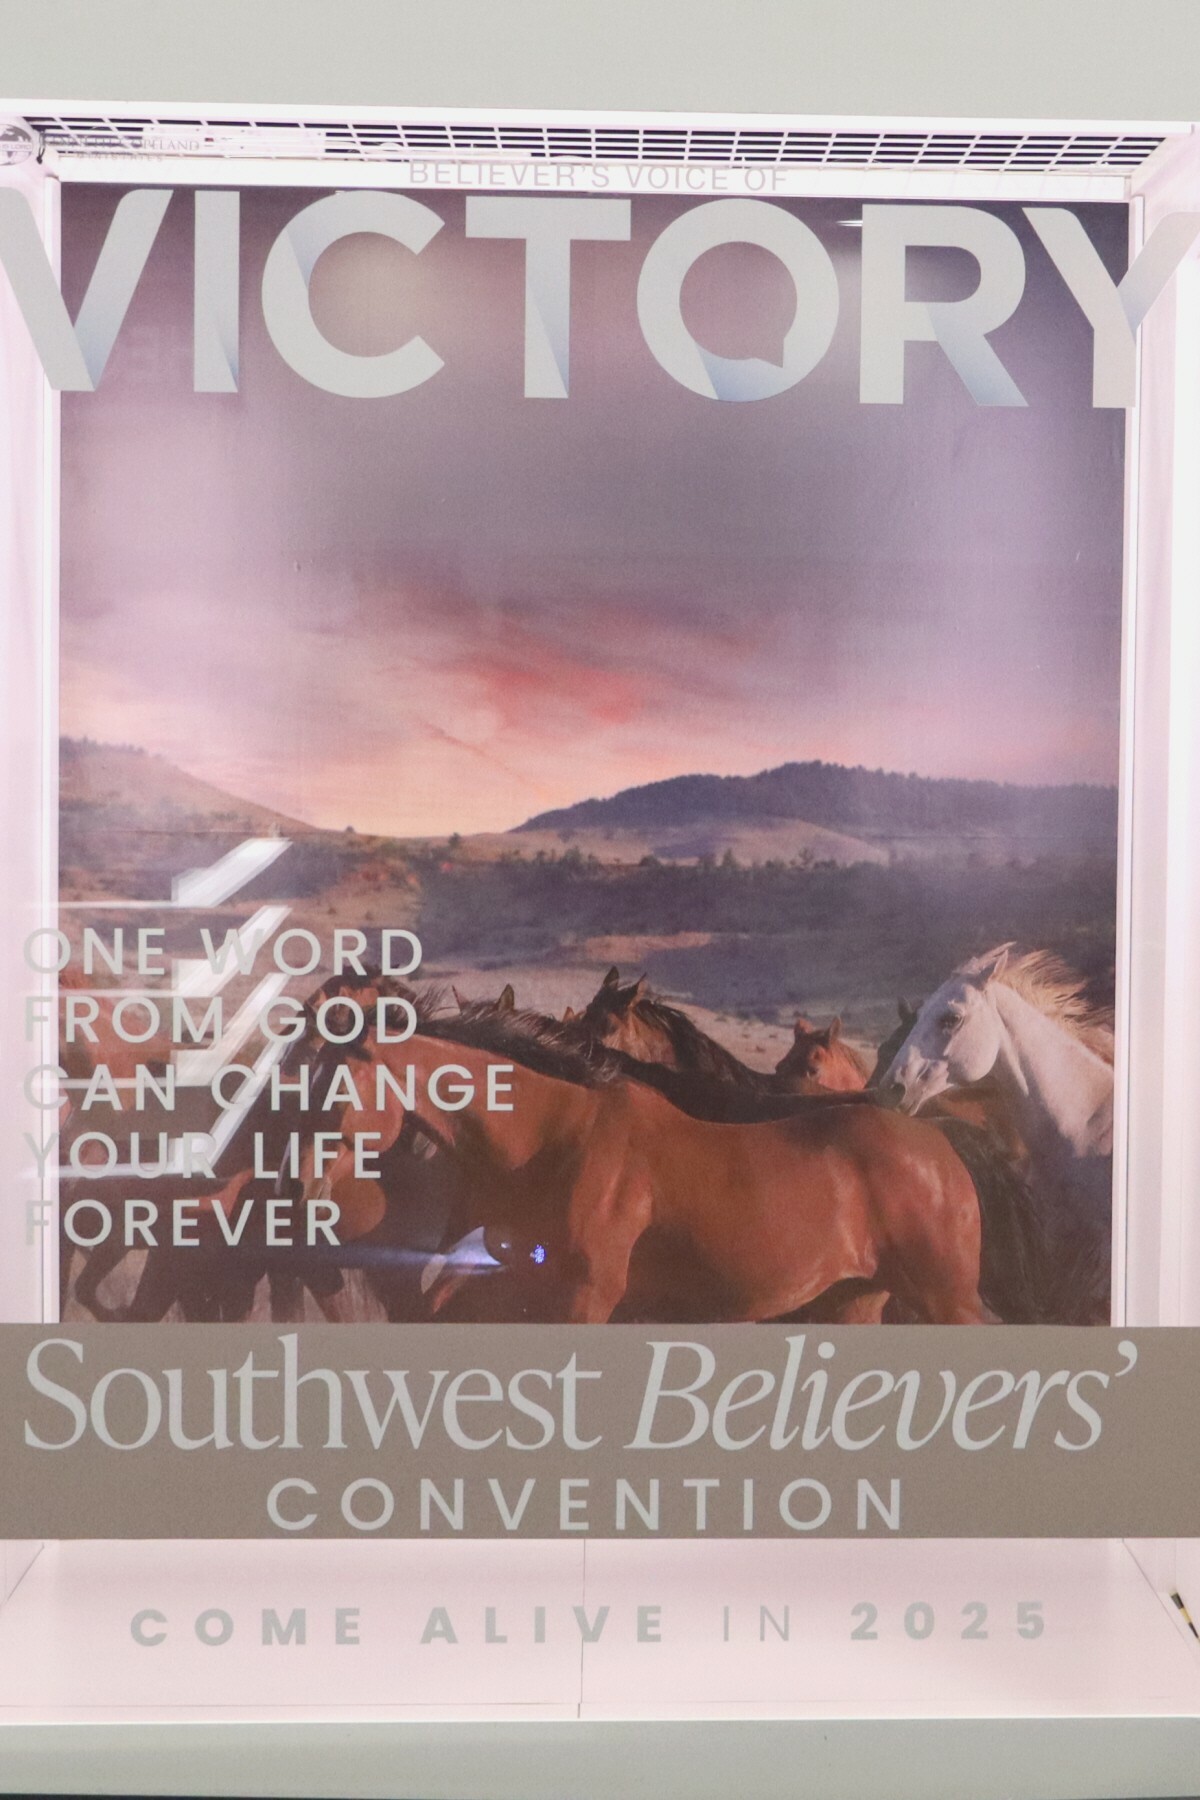 BELIEVER'S VOICE OF
VICTORY
ONE WORD
FROM GOD
CAN CHANGE
YOUR LIFE
FOREVER
Southwest Believers’
CONVENTION
COME ALIVE IN 2025